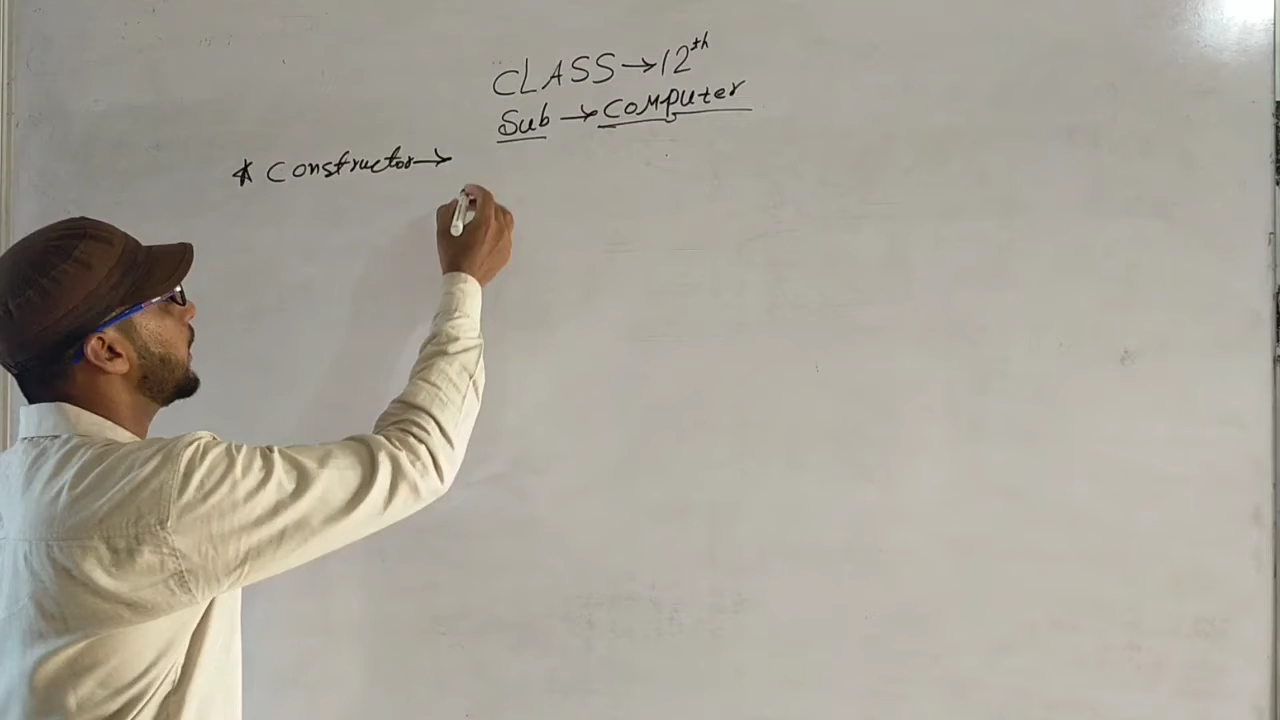 CLASS → 12th
Sub → Computer
* Constructor →